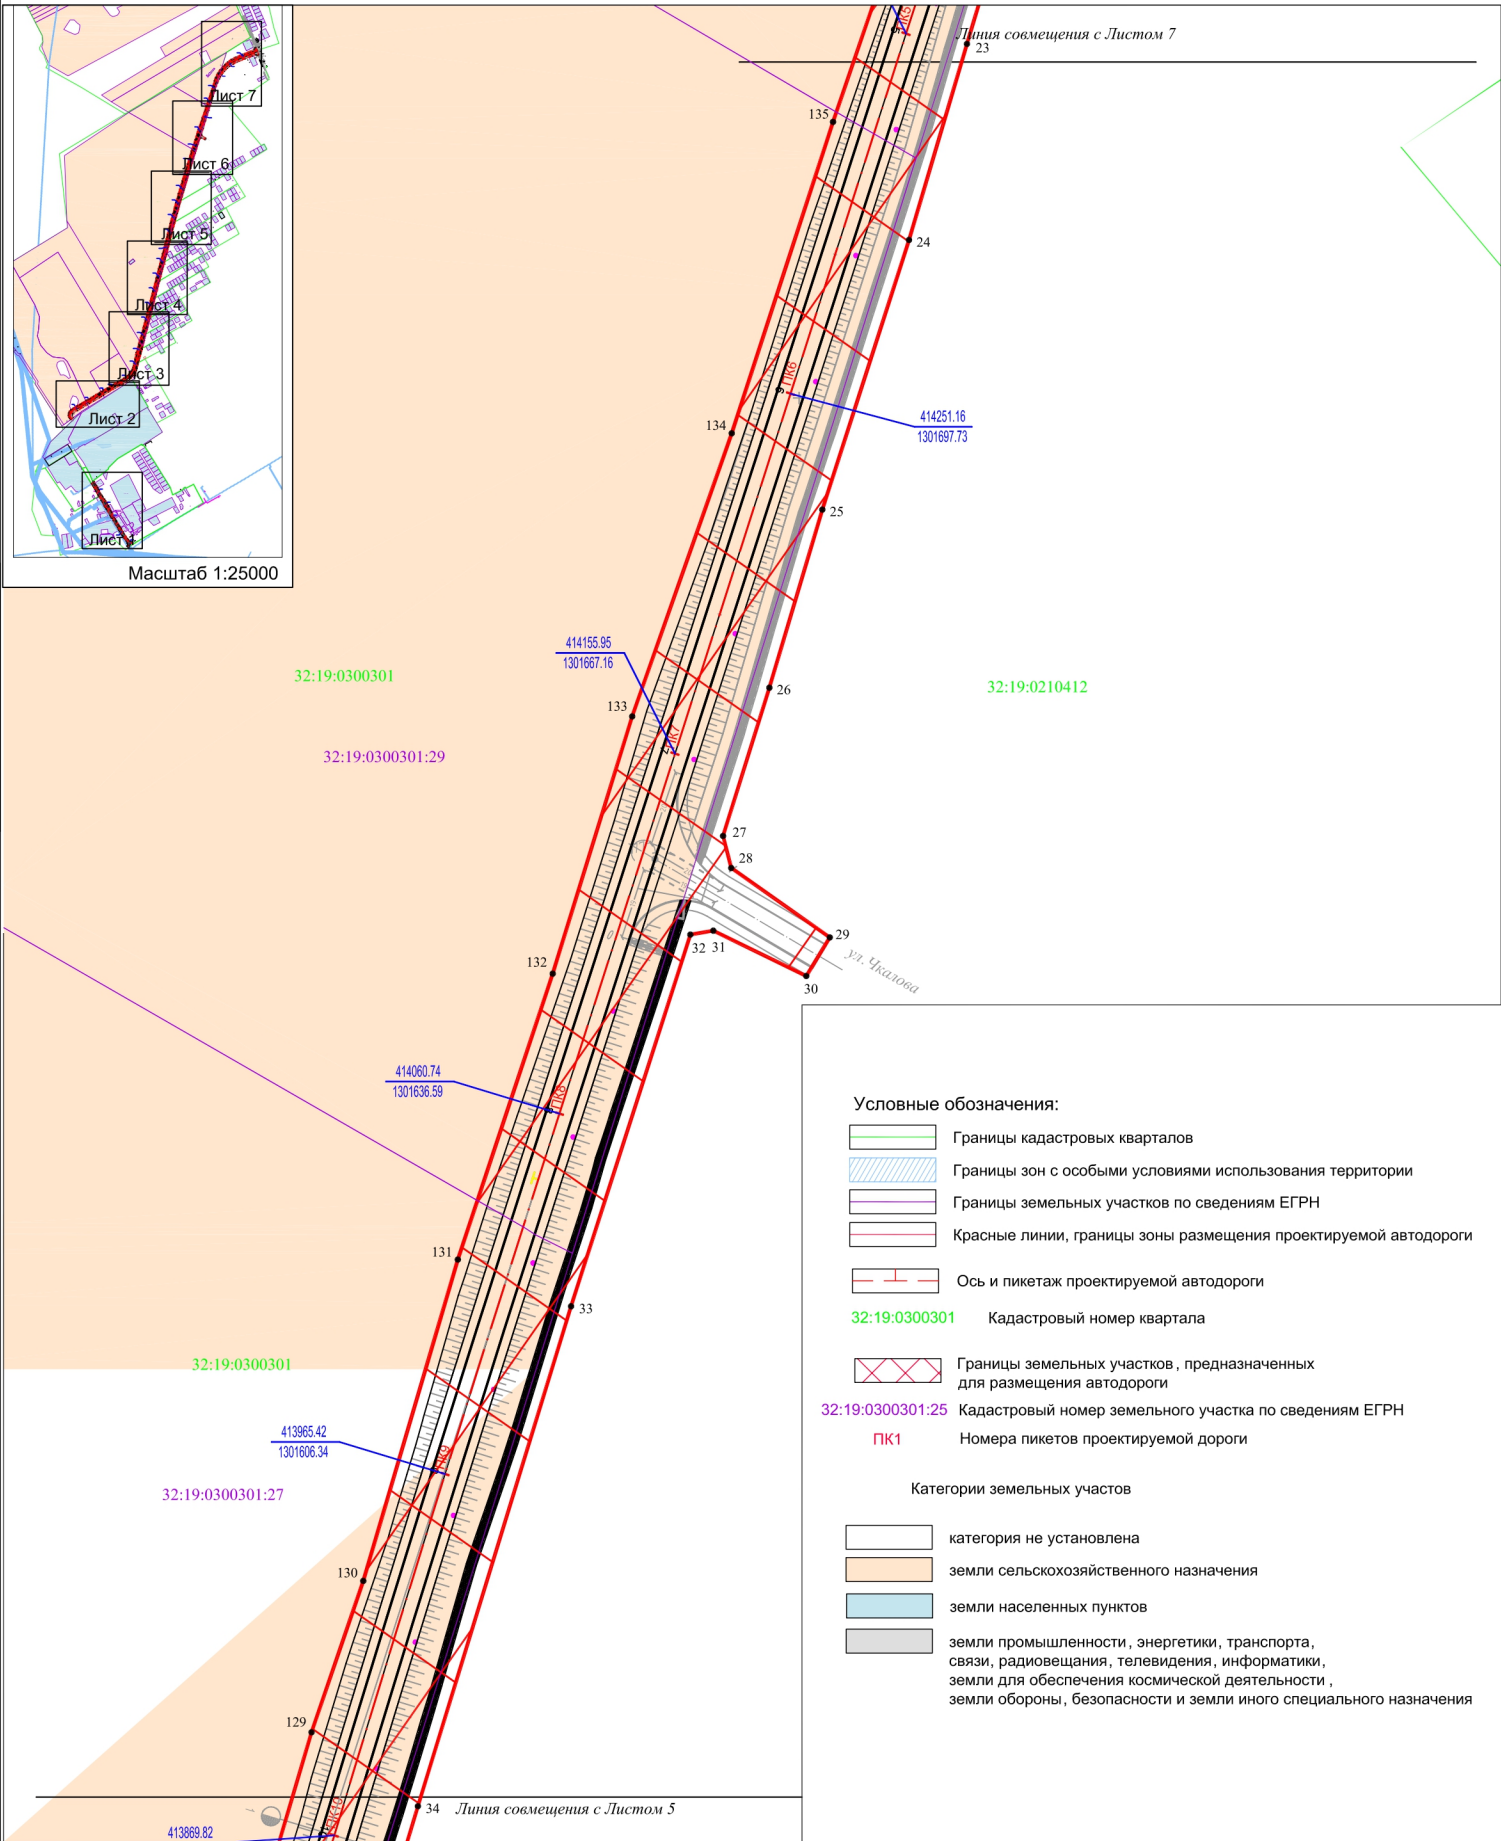 Лист 7
Лист 6
Лист 5
Лист 4
Лист 3
Лист 2
Лист 1
Масштаб 1:25000
ПК5
Линия совмещения с Листом 7
23
135
24
ПК6
134
414251.16
1301697.73
25
414155.95
1301667.16
32:19:0300301
26
32:19:0210412
133
ПК7
32:19:0300301:29
27
28
29
32 31
ул. Чкалова
132
30
414060.74
1301636.59
ПК8
131
33
32:19:0300301
413965.42
1301606.34
ПК9
32:19:0300301:27
130
129
ПК10
34
Линия совмещения с Листом 5
413869.82
Условные обозначения:
Границы кадастровых кварталов
Границы зон с особыми условиями использования территории
Границы земельных участков по сведениям ЕГРН
Красные линии, границы зоны размещения проектируемой автодороги
Ось и пикетаж проектируемой автодороги
32:19:0300301 Кадастровый номер квартала
Границы земельных участков, предназначенных
для размещения автодороги
32:19:0300301:25 Кадастровый номер земельного участка по сведениям ЕГРН
ПК1 Номера пикетов проектируемой дороги
Категории земельных участов
категория не установлена
земли сельскохозяйственного назначения
земли населенных пунктов
земли промышленности, энергетики, транспорта,
связи, радиовещания, телевидения, информатики,
земли для обеспечения космической деятельности,
земли обороны, безопасности и земли иного специального назначения